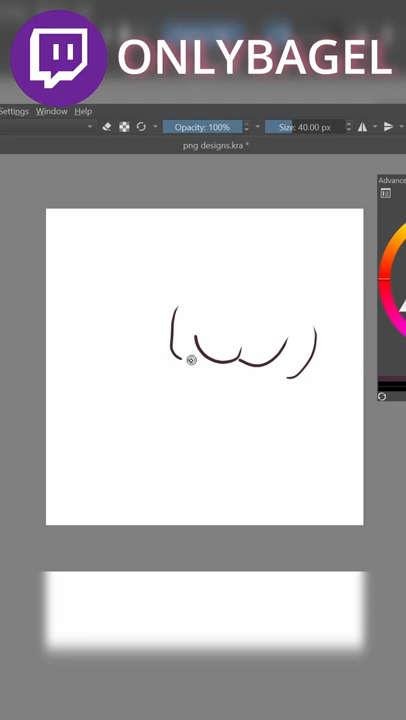 ONLYBAGEL
Settings Window Help
Opacity: 100% Size: 40.00 px
png designs.kra *
Advance